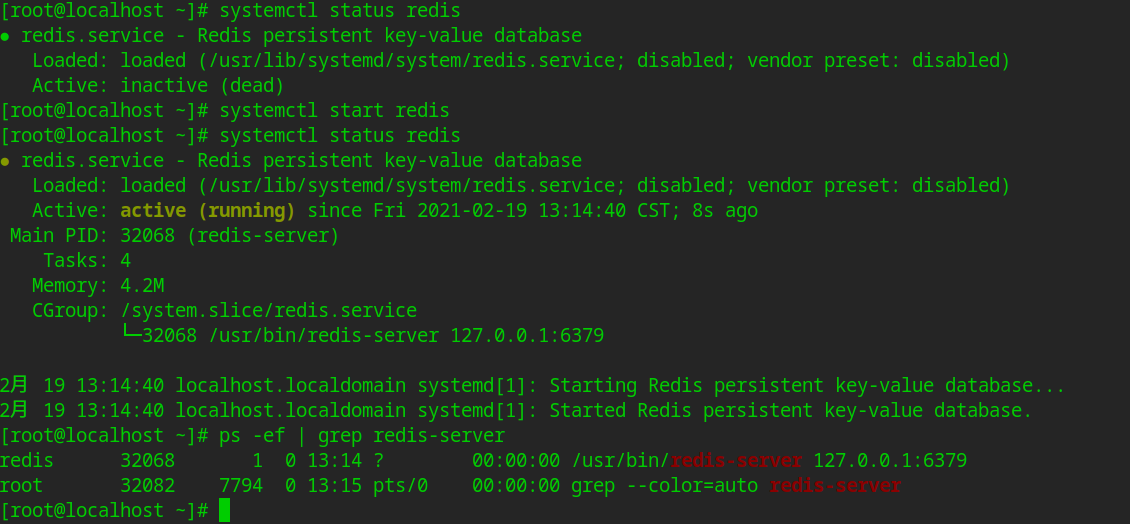 [root@localhost ~]# systemctl status redis
● redis.service - Redis persistent key-value database
   Loaded: loaded (/usr/lib/systemd/system/redis.service; disabled; vendor preset: disabled)
   Active: inactive (dead)
[root@localhost ~]# systemctl start redis
[root@localhost ~]# systemctl status redis
● redis.service - Redis persistent key-value database
   Loaded: loaded (/usr/lib/systemd/system/redis.service; disabled; vendor preset: disabled)
   Active: active (running) since Fri 2021-02-19 13:14:40 CST; 8s ago
 Main PID: 32068 (redis-server)
    Tasks: 4
   Memory: 4.2M
   CGroup: /system.slice/redis.service
           └─32068 /usr/bin/redis-server 127.0.0.1:6379
2月 19 13:14:40 localhost.localdomain systemd[1]: Starting Redis persistent key-value database...
2月 19 13:14:40 localhost.localdomain systemd[1]: Started Redis persistent key-value database.
[root@localhost ~]# ps -ef | grep redis-server
redis      32068       1  0 13:14 ?        00:00:00 /usr/bin/redis-server 127.0.0.1:6379
root       32082    7794  0 13:15 pts/0    00:00:00 grep --color=auto redis-server
[root@localhost ~]#